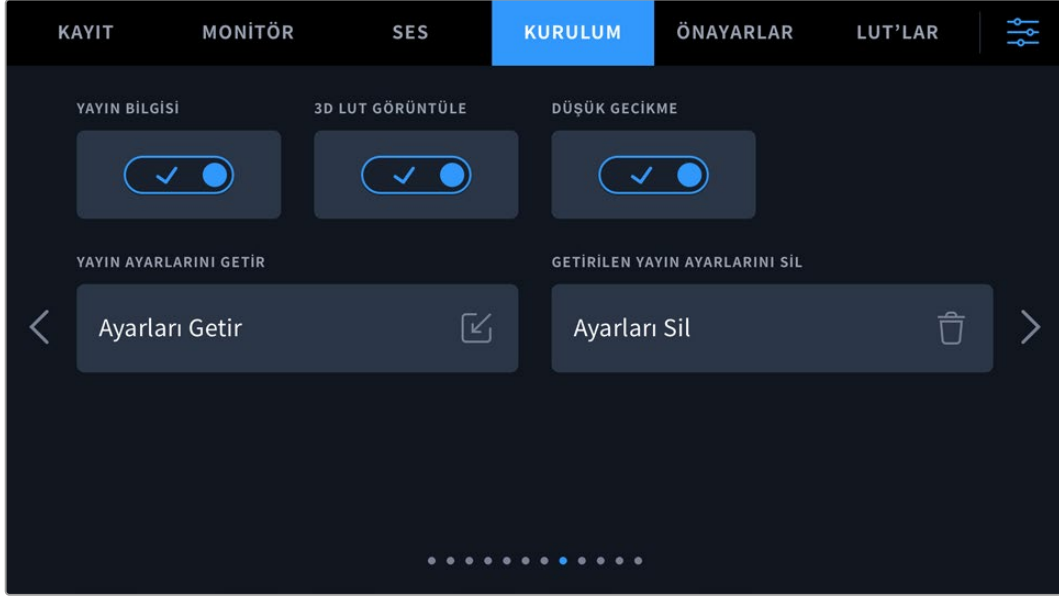 KAYIT MONİTÖR SES KURULUM ÖNAYARLAR LUT'LAR
YAYIN BİLGİSİ 3D LUT GÖRÜNTÜLE DÜŞÜK GECİKME
YAYIN AYARLARINI GETİR GETİRİLEN YAYIN AYARLARINI SİL
Ayarları Getir Ayarları Sil